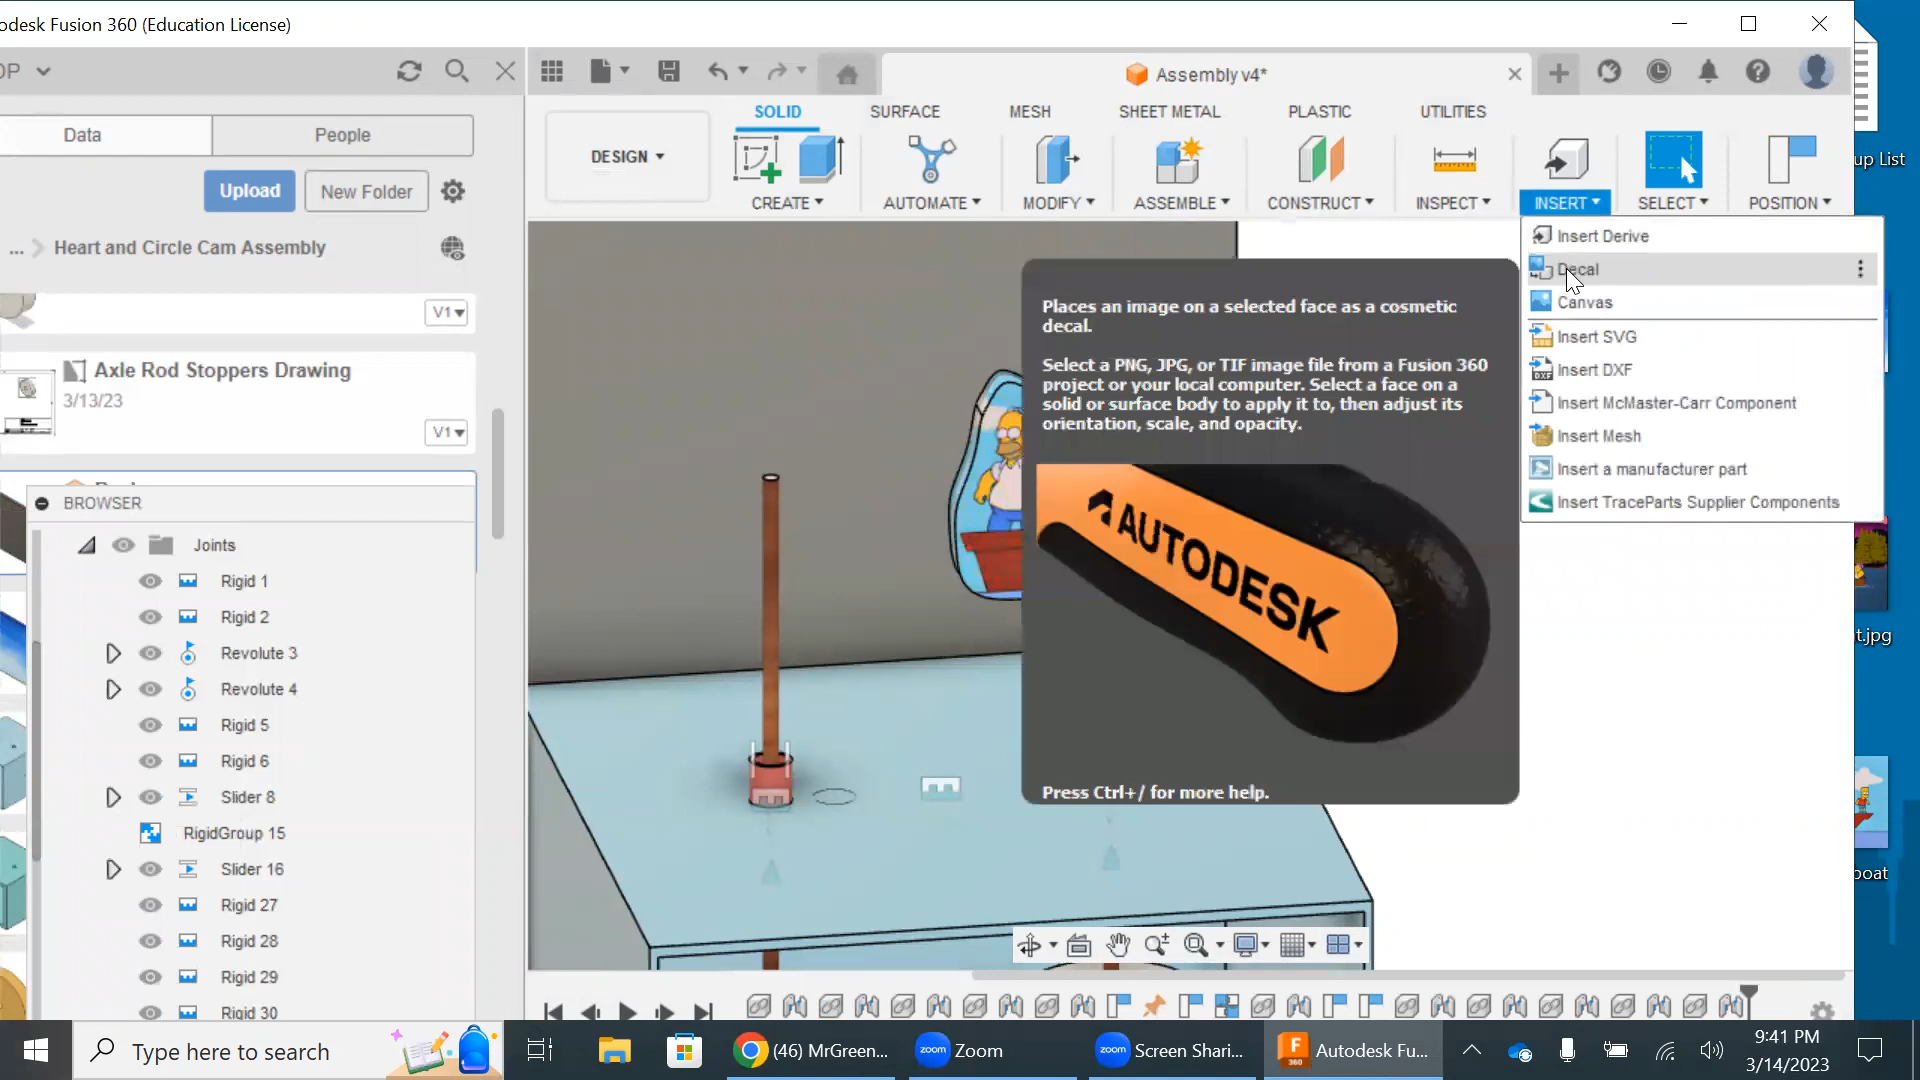 odesk Fusion 360 (Education License)
OP
Assembly v4*
Data
People
Upload
New Folder
... > Heart and Circle Cam Assembly
V1
Axle Rod Stoppers Drawing
3/13/23
V1
SOLID
SURFACE
MESH
SHEET METAL
PLASTIC
UTILITIES
DESIGN
CREATE
AUTOMATE
MODIFY
ASSEMBLE
CONSTRUCT
INSPECT
INSERT
SELECT
POSITION
Insert Derive
Decal
Canvas
Insert SVG
Insert DXF
Insert McMaster-Carr Component
Insert Mesh
Insert a manufacturer part
Insert TraceParts Supplier Components
Places an image on a selected face as a cosmetic
decal.
Select a PNG, JPG, or TIF image file from a Fusion 360
project or your local computer. Select a face on a
solid or surface body to apply it to, then adjust its
orientation, scale, and opacity.
AUTODESK
Press Ctrl+/ for more help.
BROWSER
Joints
Rigid 1
Rigid 2
Revolute 3
Revolute 4
Rigid 5
Rigid 6
Slider 8
RigidGroup 15
Slider 16
Rigid 27
Rigid 28
Rigid 29
Rigid 30
up List
t.jpg
boat
Type here to search
(46) MrGreen...
zoom
Zoom
zoom
Screen Shari...
F
360
Autodesk Fu...
9:41 PM
3/14/2023